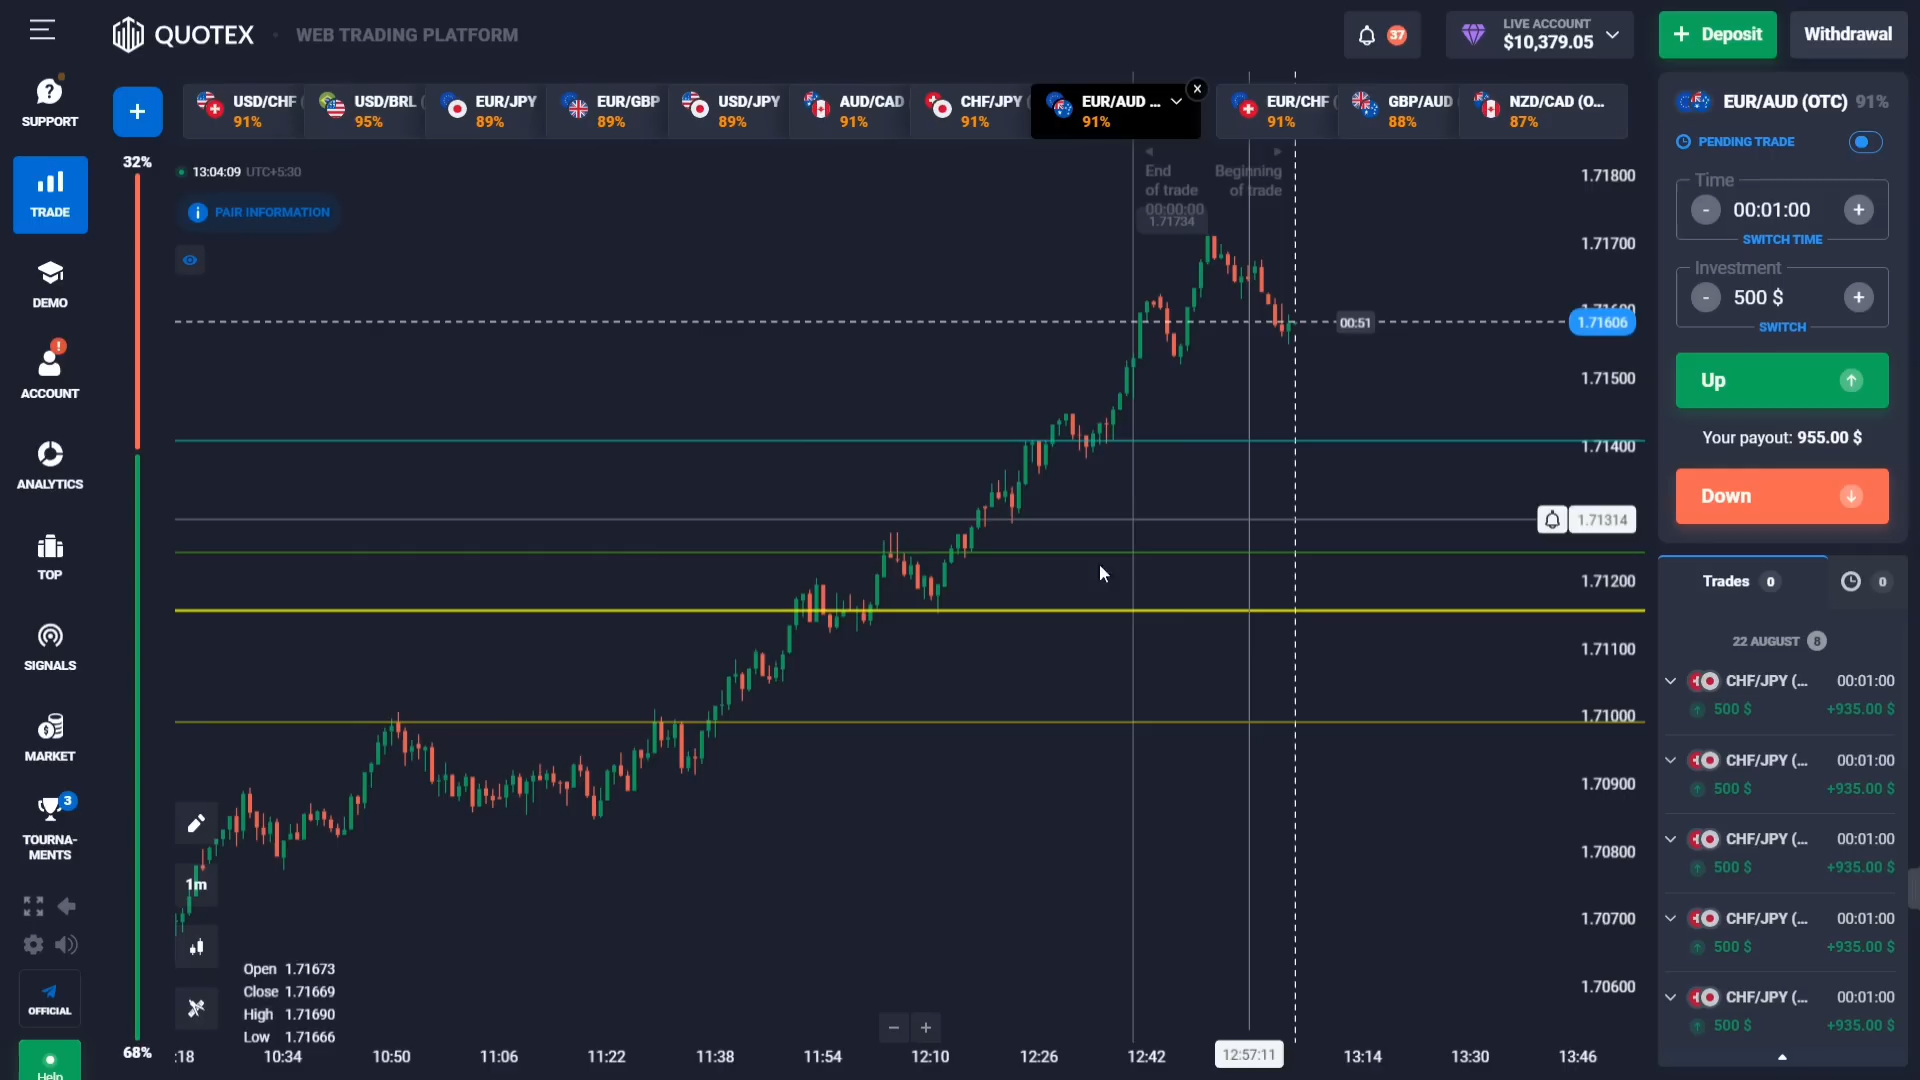 QUOTEX
WEB TRADING PLATFORM
37
LIVE ACCOUNT
$10,379.05
Deposit
Withdrawal
SUPPORT
TRADE
DEMO
ACCOUNT
ANALYTICS
TOP
SIGNALS
MARKET
3
TOURNA-
MENTS
OFFICIAL
Help
USD/CHF
91%
USD/BRL
95%
EUR/JPY
89%
EUR/GBP
89%
USD/JPY
89%
AUD/CAD
91%
CHF/JPY
91%
EUR/AUD ...
91%
EUR/CHF
91%
GBP/AUD
88%
NZD/CAD (O...
87%
32%
68%
13:04:09 UTC+5:30
PAIR INFORMATION
End
of trade
00:00:00
1.71734
Beginning
of trade
1.71800
1.71700
1.71606
1.71500
1.71400
1.71314
1.71200
1.71100
1.71000
1.70900
1.70800
1.70700
1.70600
00:51
1m
Open 1.71673
Close 1.71669
High 1.71690
Low 1.71666
:18
10:34
10:50
11:06
11:22
11:38
11:54
12:10
12:26
12:42
12:57:11
13:14
13:30
13:46
EUR/AUD (OTC) 91%
PENDING TRADE
Time
- 00:01:00 +
SWITCH TIME
Investment
- 500 $ +
SWITCH
Up
Your payout: 955.00 $
Down
Trades 0
0
22 AUGUST 8
CHF/JPY (... 00:01:00
500 $ +935.00 $
CHF/JPY (... 00:01:00
500 $ +935.00 $
CHF/JPY (... 00:01:00
500 $ +935.00 $
CHF/JPY (... 00:01:00
500 $ +935.00 $
CHF/JPY (... 00:01:00
500 $ +935.00 $